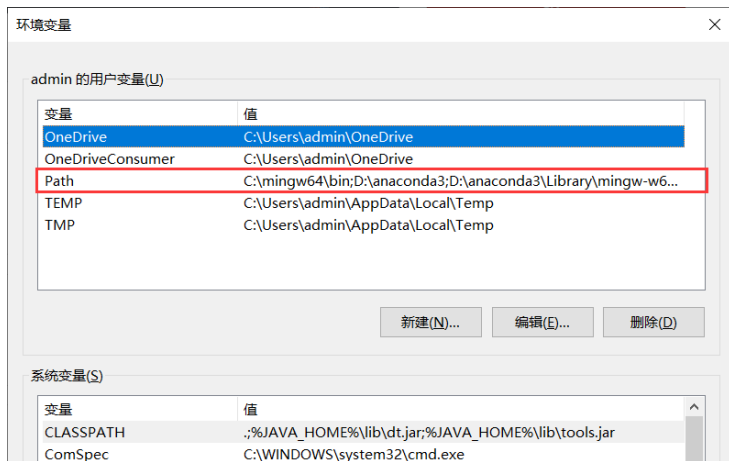 环境变量
admin 的用户变量(U)
变量 值
OneDrive C:\Users\admin\OneDrive
OneDriveConsumer C:\Users\admin\OneDrive
Path C:\mingw64\bin;D:\anaconda3;D:\anaconda3\Library\mingw-w6...
TEMP C:\Users\admin\AppData\Local\Temp
TMP C:\Users\admin\AppData\Local\Temp
新建(N)... 编辑(E)... 删除(D)
系统变量(S)
变量 值
CLASSPATH .;%JAVA_HOME%\lib\dt.jar;%JAVA_HOME%\lib\tools.jar
ComSpec C:\WINDOWS\system32\cmd.exe